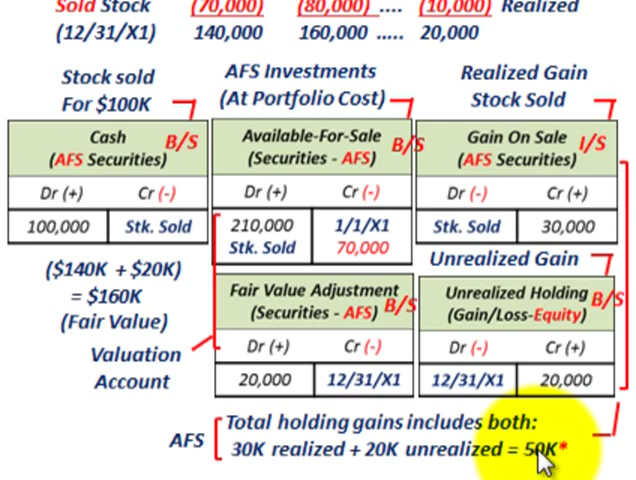 Sold Stock (70,000) (80,000) .... (10,000) Realized
(12/31/X1) 140,000 160,000 ..... 20,000
Stock sold
For $100K
AFS Investments
(At Portfolio Cost)
Realized Gain
Stock Sold
Cash B/S
(AFS Securities)
Dr (+) Cr (-)
100,000 Stk. Sold
Available-For-Sale B/S
(Securities - AFS)
Dr (+) Cr (-)
210,000 1/1/X1
Stk. Sold 70,000
Gain On Sale I/S
(AFS Securities)
Dr (-) Cr (+)
Stk. Sold 30,000
($140K + $20K)
= $160K
(Fair Value)
Valuation
Account
Fair Value Adjustment
(Securities - AFS) B/S
Dr (+) Cr (-)
20,000 12/31/X1
Unrealized Gain
Unrealized Holding B/S
(Gain/Loss-Equity)
Dr (-) Cr (+)
12/31/X1 20,000
AFS
Total holding gains includes both:
30K realized + 20K unrealized = 50K*